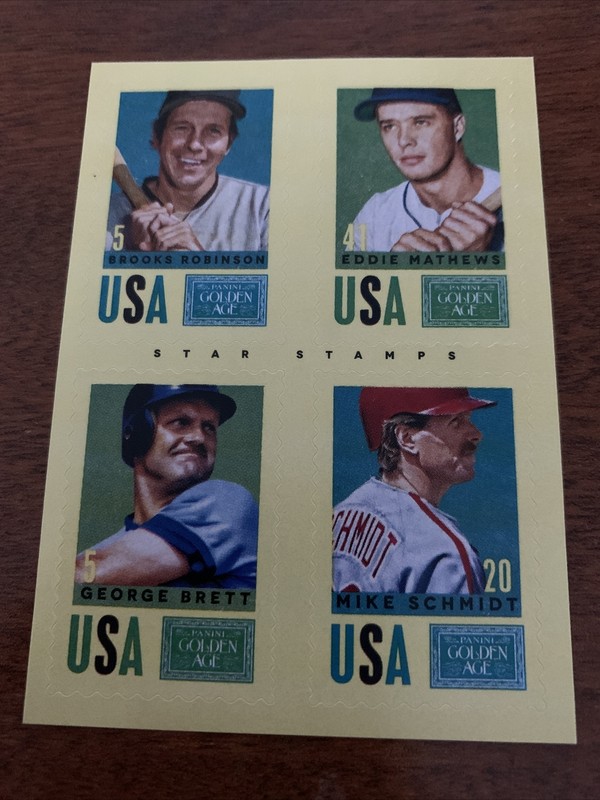 5
BROOKS ROBINSON
USA
PANINI
GOLDEN
AGE
41
EDDIE MATHEWS
USA
PANINI
GOLDEN
AGE
STAR STAMPS
5
GEORGE BRETT
USA
PANINI
GOLDEN
AGE
CHMIDT
20
MIKE SCHMIDT
USA
PANINI
GOLDEN
AGE